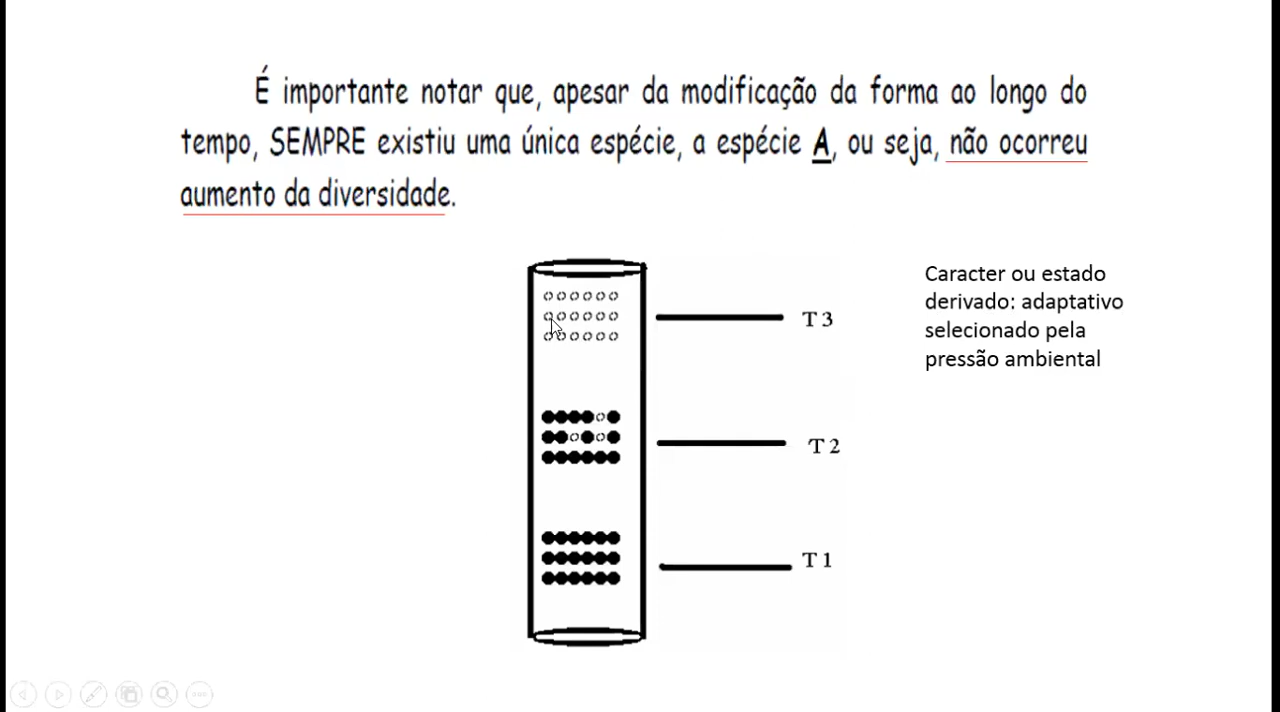 É importante notar que, apesar da modificação da forma ao longo do
tempo, SEMPRE existiu uma única espécie, a espécie A, ou seja, não ocorreu
aumento da diversidade.
Caracter ou estado
derivado: adaptativo
selecionado pela
pressão ambiental
T 3
T 2
T 1